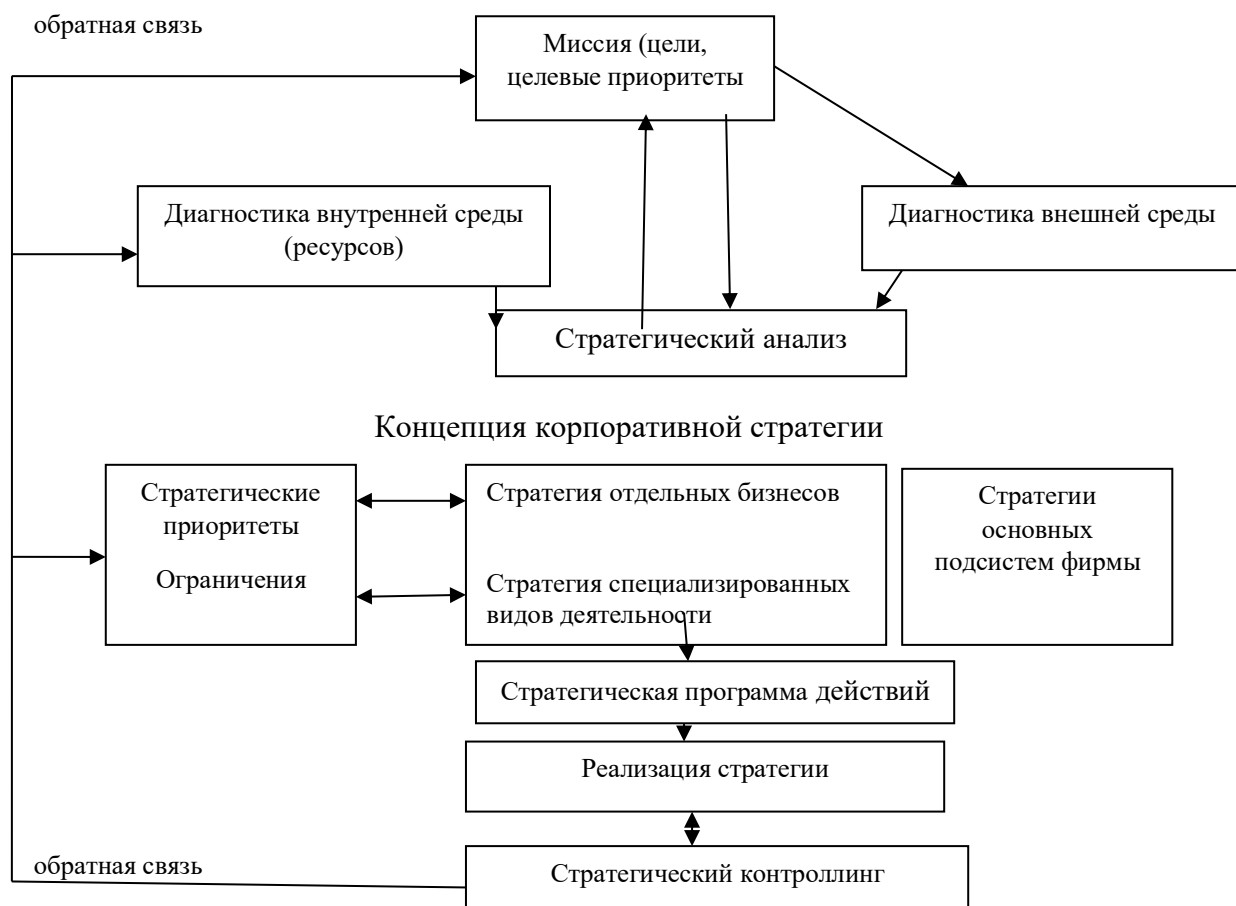 обратная связь
Миссия (цели,
целевые приоритеты
Диагностика внутренней среды
(ресурсов)
Диагностика внешней среды
Стратегический анализ
Концепция корпоративной стратегии
Стратегические
приоритеты
Ограничения
Стратегия отдельных бизнесов
Стратегия специализированных
видов деятельности
Стратегии
основных
подсистем фирмы
Стратегическая программа действий
Реализация стратегии
обратная связь
Стратегический контроллинг